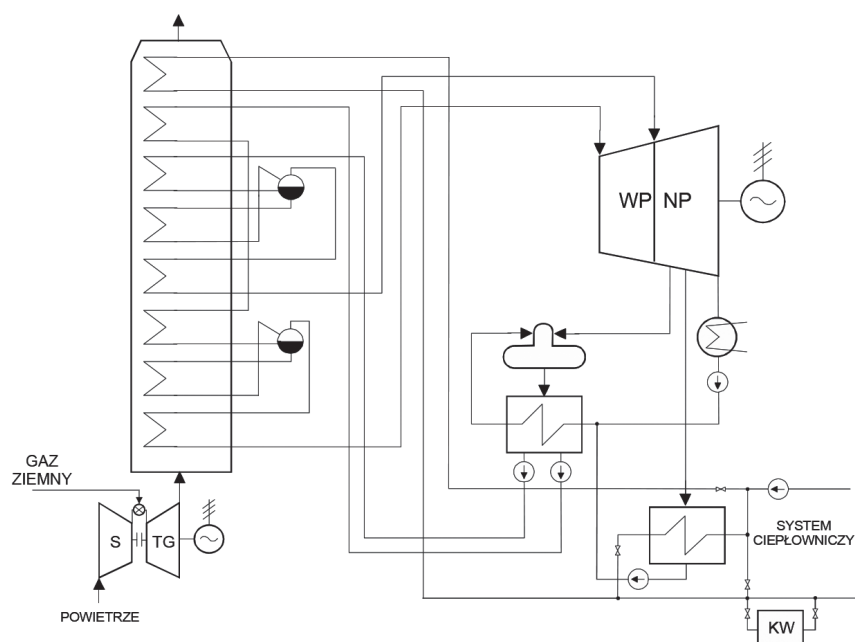 WP NP
GAZ
ZIEMNY
S TG
POWIETRZE
SYSTEM
CIEPŁOWNICZY
KW